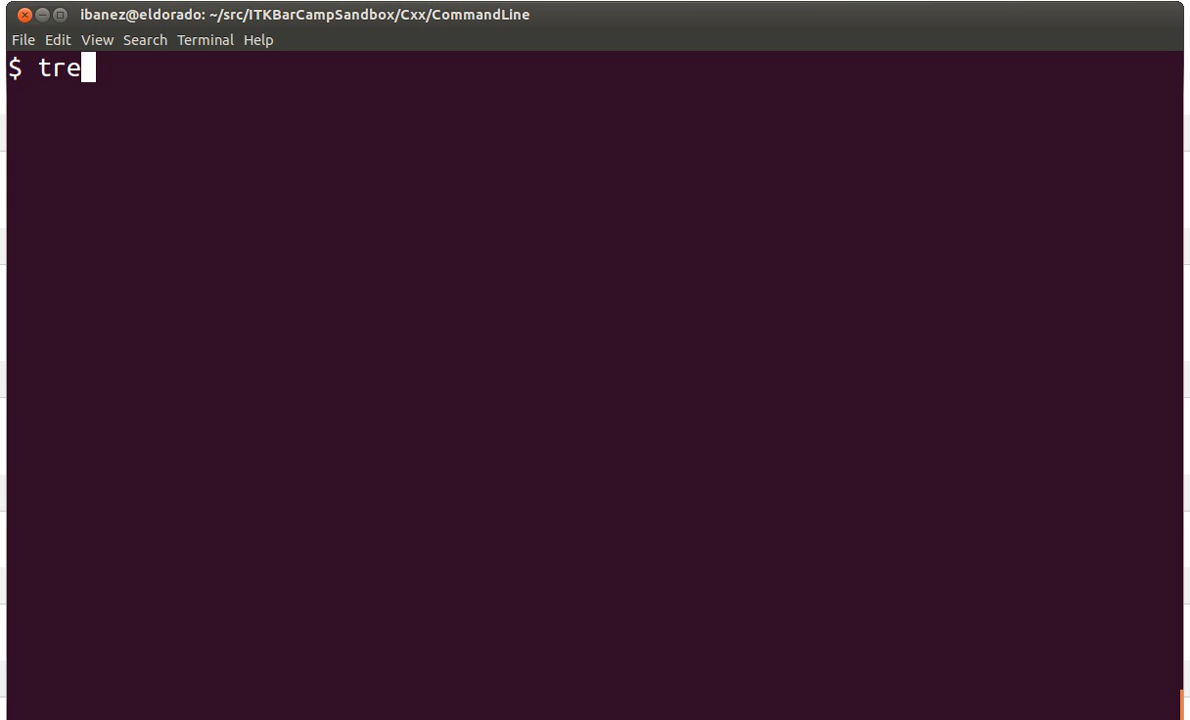 ibanez@eldorado: ~/src/ITKBarCampSandbox/Cxx/CommandLine
File Edit View Search Terminal Help
$ tre